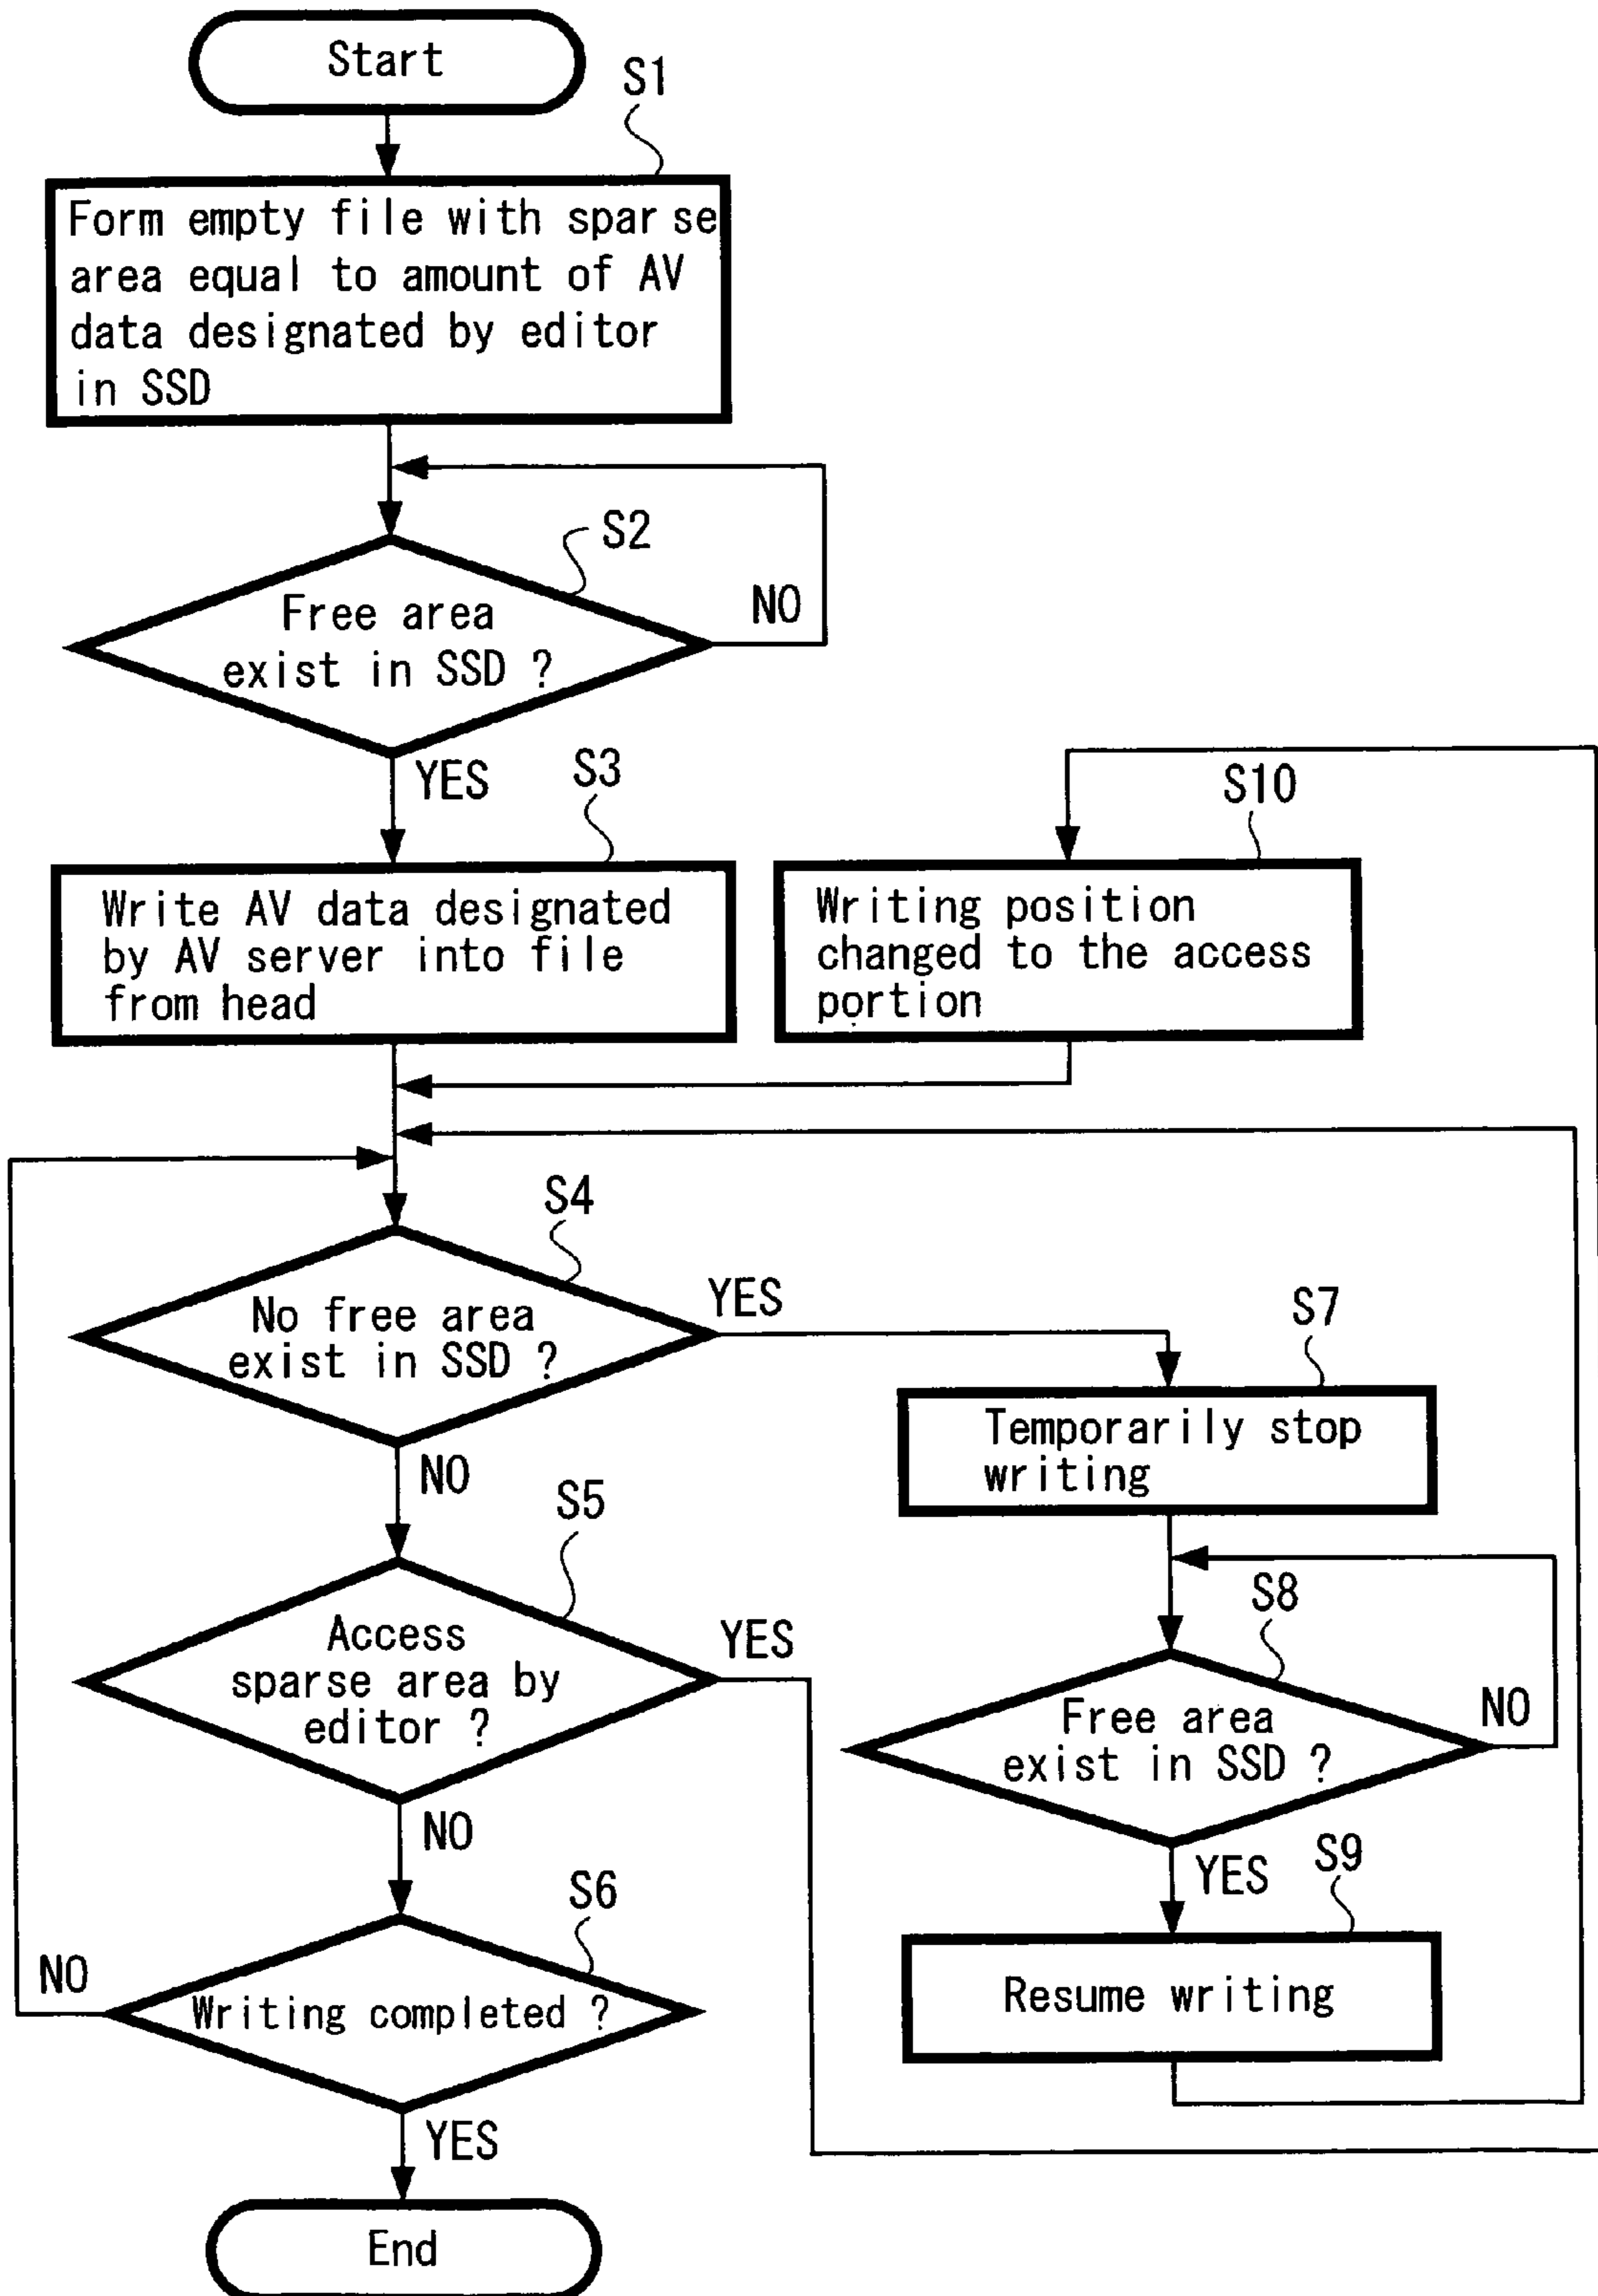 Start
S1
Form empty file with sparse
area equal to amount of AV
data designated by editor
in SSD
S2
Free area
exist in SSD ?
NO
YES
S3
Write AV data designated
by AV server into file
from head
S10
Writing position
changed to the access
portion
S4
No free area
exist in SSD ?
YES
NO
S7
Temporarily stop
writing
S5
Access
sparse area by
editor ?
YES
NO
S8
Free area
exist in SSD ?
NO
YES
S9
Resume writing
S6
Writing completed ?
NO
YES
End